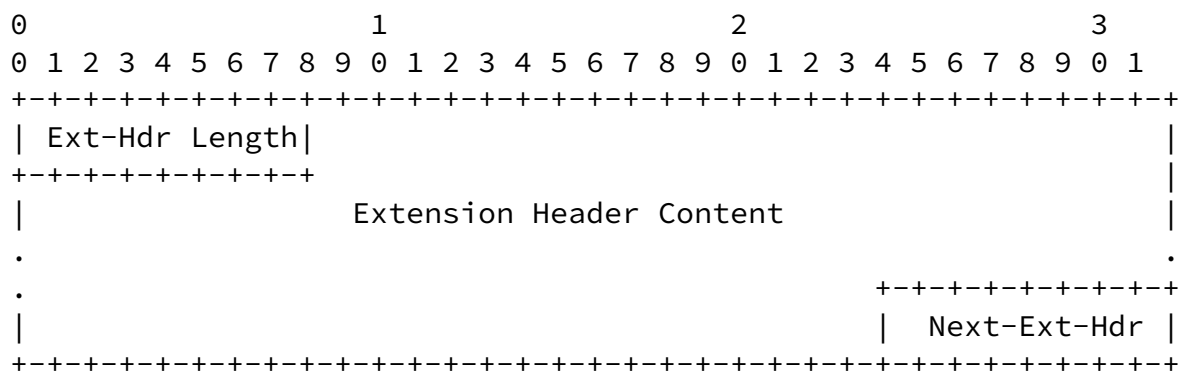 0                   1                   2                   3
0 1 2 3 4 5 6 7 8 9 0 1 2 3 4 5 6 7 8 9 0 1 2 3 4 5 6 7 8 9 0 1
+-+-+-+-+-+-+-+-+-+-+-+-+-+-+-+-+-+-+-+-+-+-+-+-+-+-+-+-+-+-+-+-+
| Ext-Hdr Length|                                               |
+-+-+-+-+-+-+-+-+                                               |
|                  Extension Header Content                     |
.                                                               .
.                                               +-+-+-+-+-+-+-+-+
|                                               |  Next-Ext-Hdr |
+-+-+-+-+-+-+-+-+-+-+-+-+-+-+-+-+-+-+-+-+-+-+-+-+-+-+-+-+-+-+-+-+